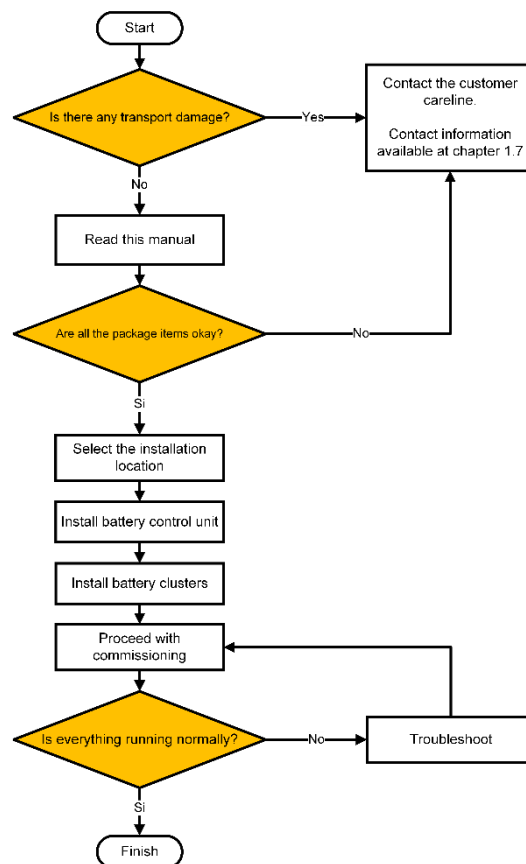 Start
Is there any transport damage?
Yes
Contact the customer
careline.
Contact information
available at chapter 1.7
No
Read this manual
Are all the package items okay?
No
Si
Select the installation
location
Install battery control unit
Install battery clusters
Proceed with
commissioning
Is everything running normally?
No
Troubleshoot
Si
Finish